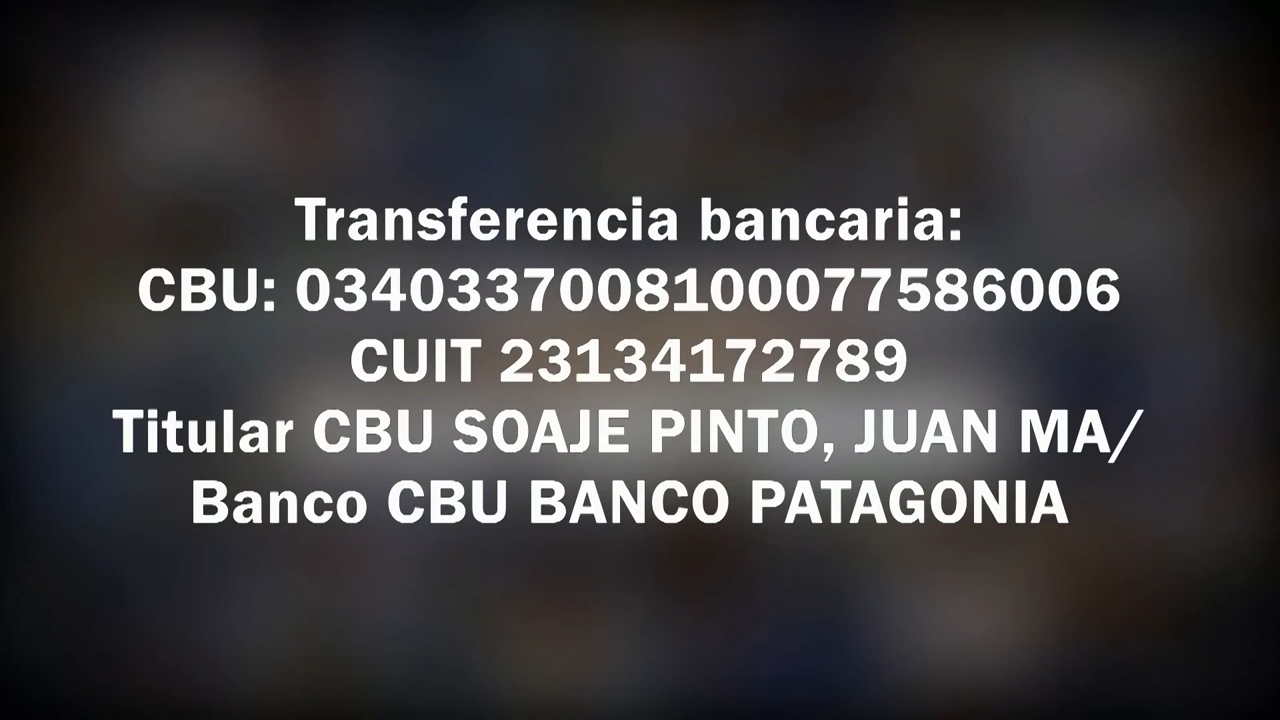 Transferencia bancaria:
CBU: 0340337008100077586006
CUIT 23134172789
Titular CBU SOAJE PINTO, JUAN MA/
Banco CBU BANCO PATAGONIA